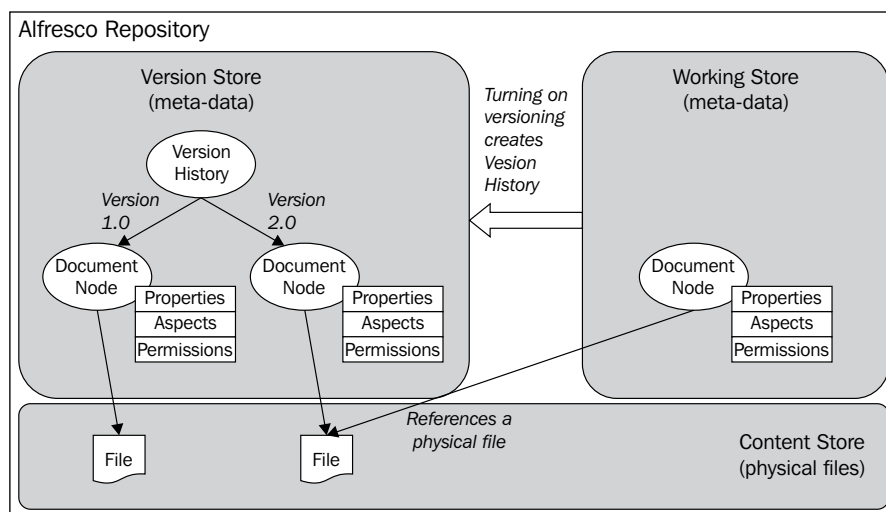 Alfresco Repository
Version Store
(meta-data)
Version
History
Version
1.0
Version
2.0
Document
Node
Properties
Aspects
Permissions
Document
Node
Properties
Aspects
Permissions
Turning on
versioning
creates
Vesion
History
Working Store
(meta-data)
Document
Node
Properties
Aspects
Permissions
References a
physical file
File
File
Content Store
(physical files)